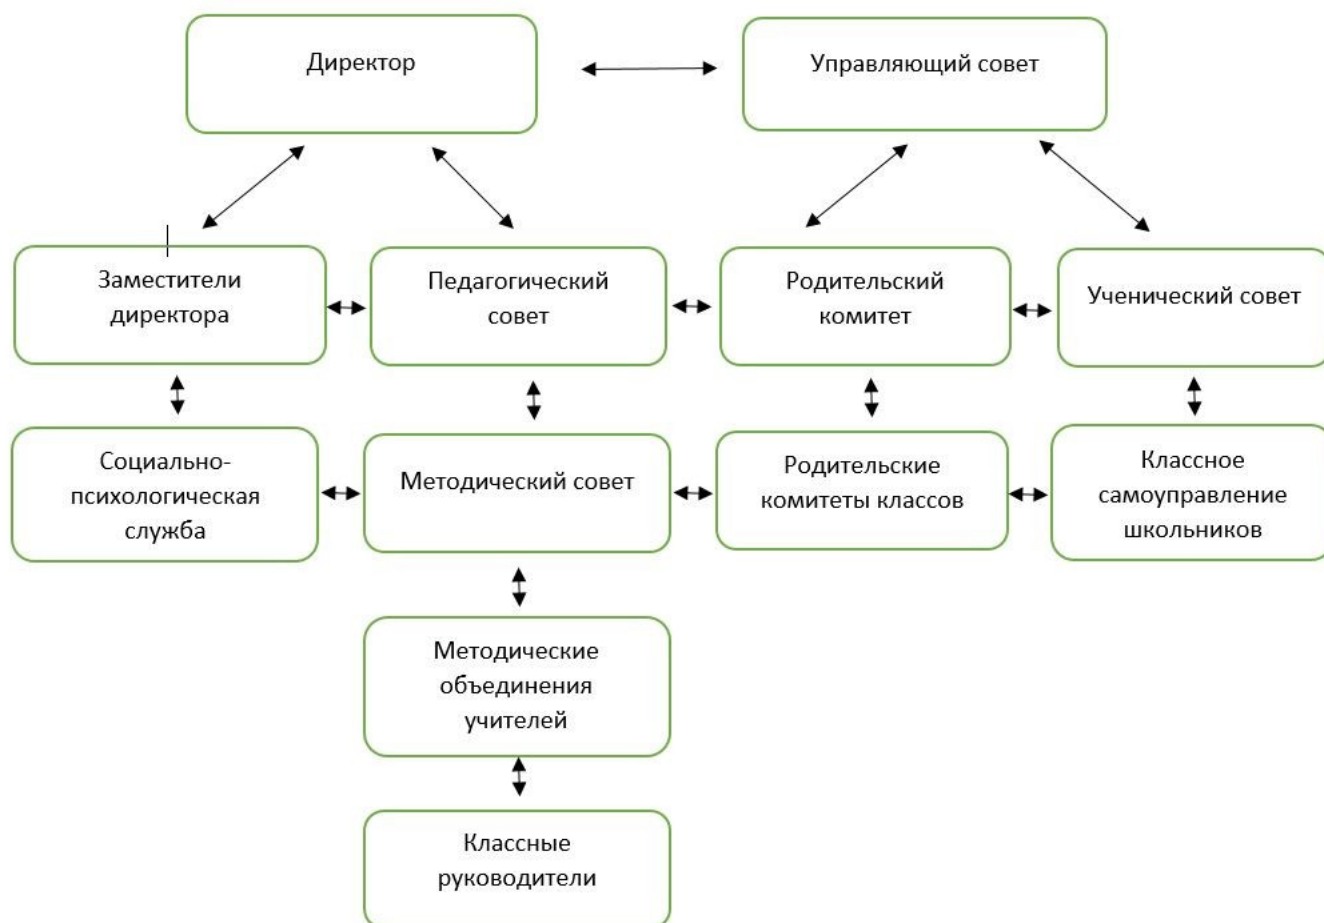 Директор
Управляющий совет
Заместители
директора
Педагогический
совет
Родительский
комитет
Ученический совет
Социально-
психологическая
служба
Методический совет
Родительские
комитеты классов
Классное
самоуправление
школьников
Методические
объединения
учителей
Классные
руководители